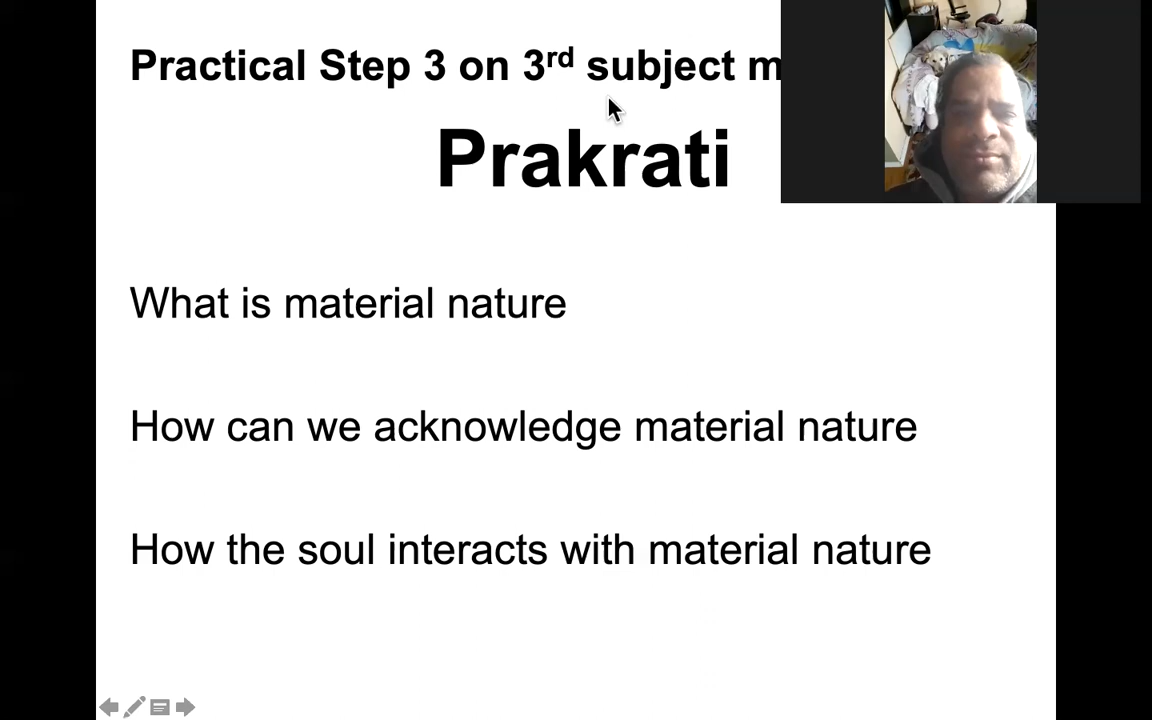 Practical Step 3 on 3rd subject
Prakrati
What is material nature
How can we acknowledge material nature
How the soul interacts with material nature